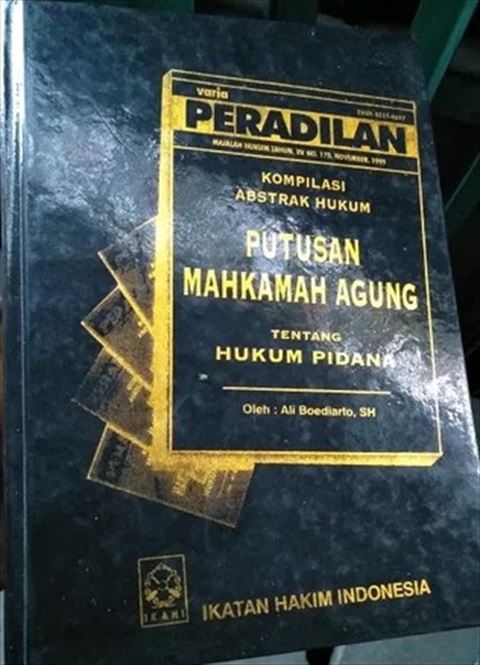 varia
PERADILAN
MAJALAH HUKUM TAHUN. XV NO. 170, NOVEMBER. 1999
KOMPILASI
ABSTRAK HUKUM
PUTUSAN
MAHKAMAH AGUNG
TENTANG
HUKUM PIDANA
Oleh : Ali Boediarto, SH
IKAHI
IKATAN HAKIM INDONESIA